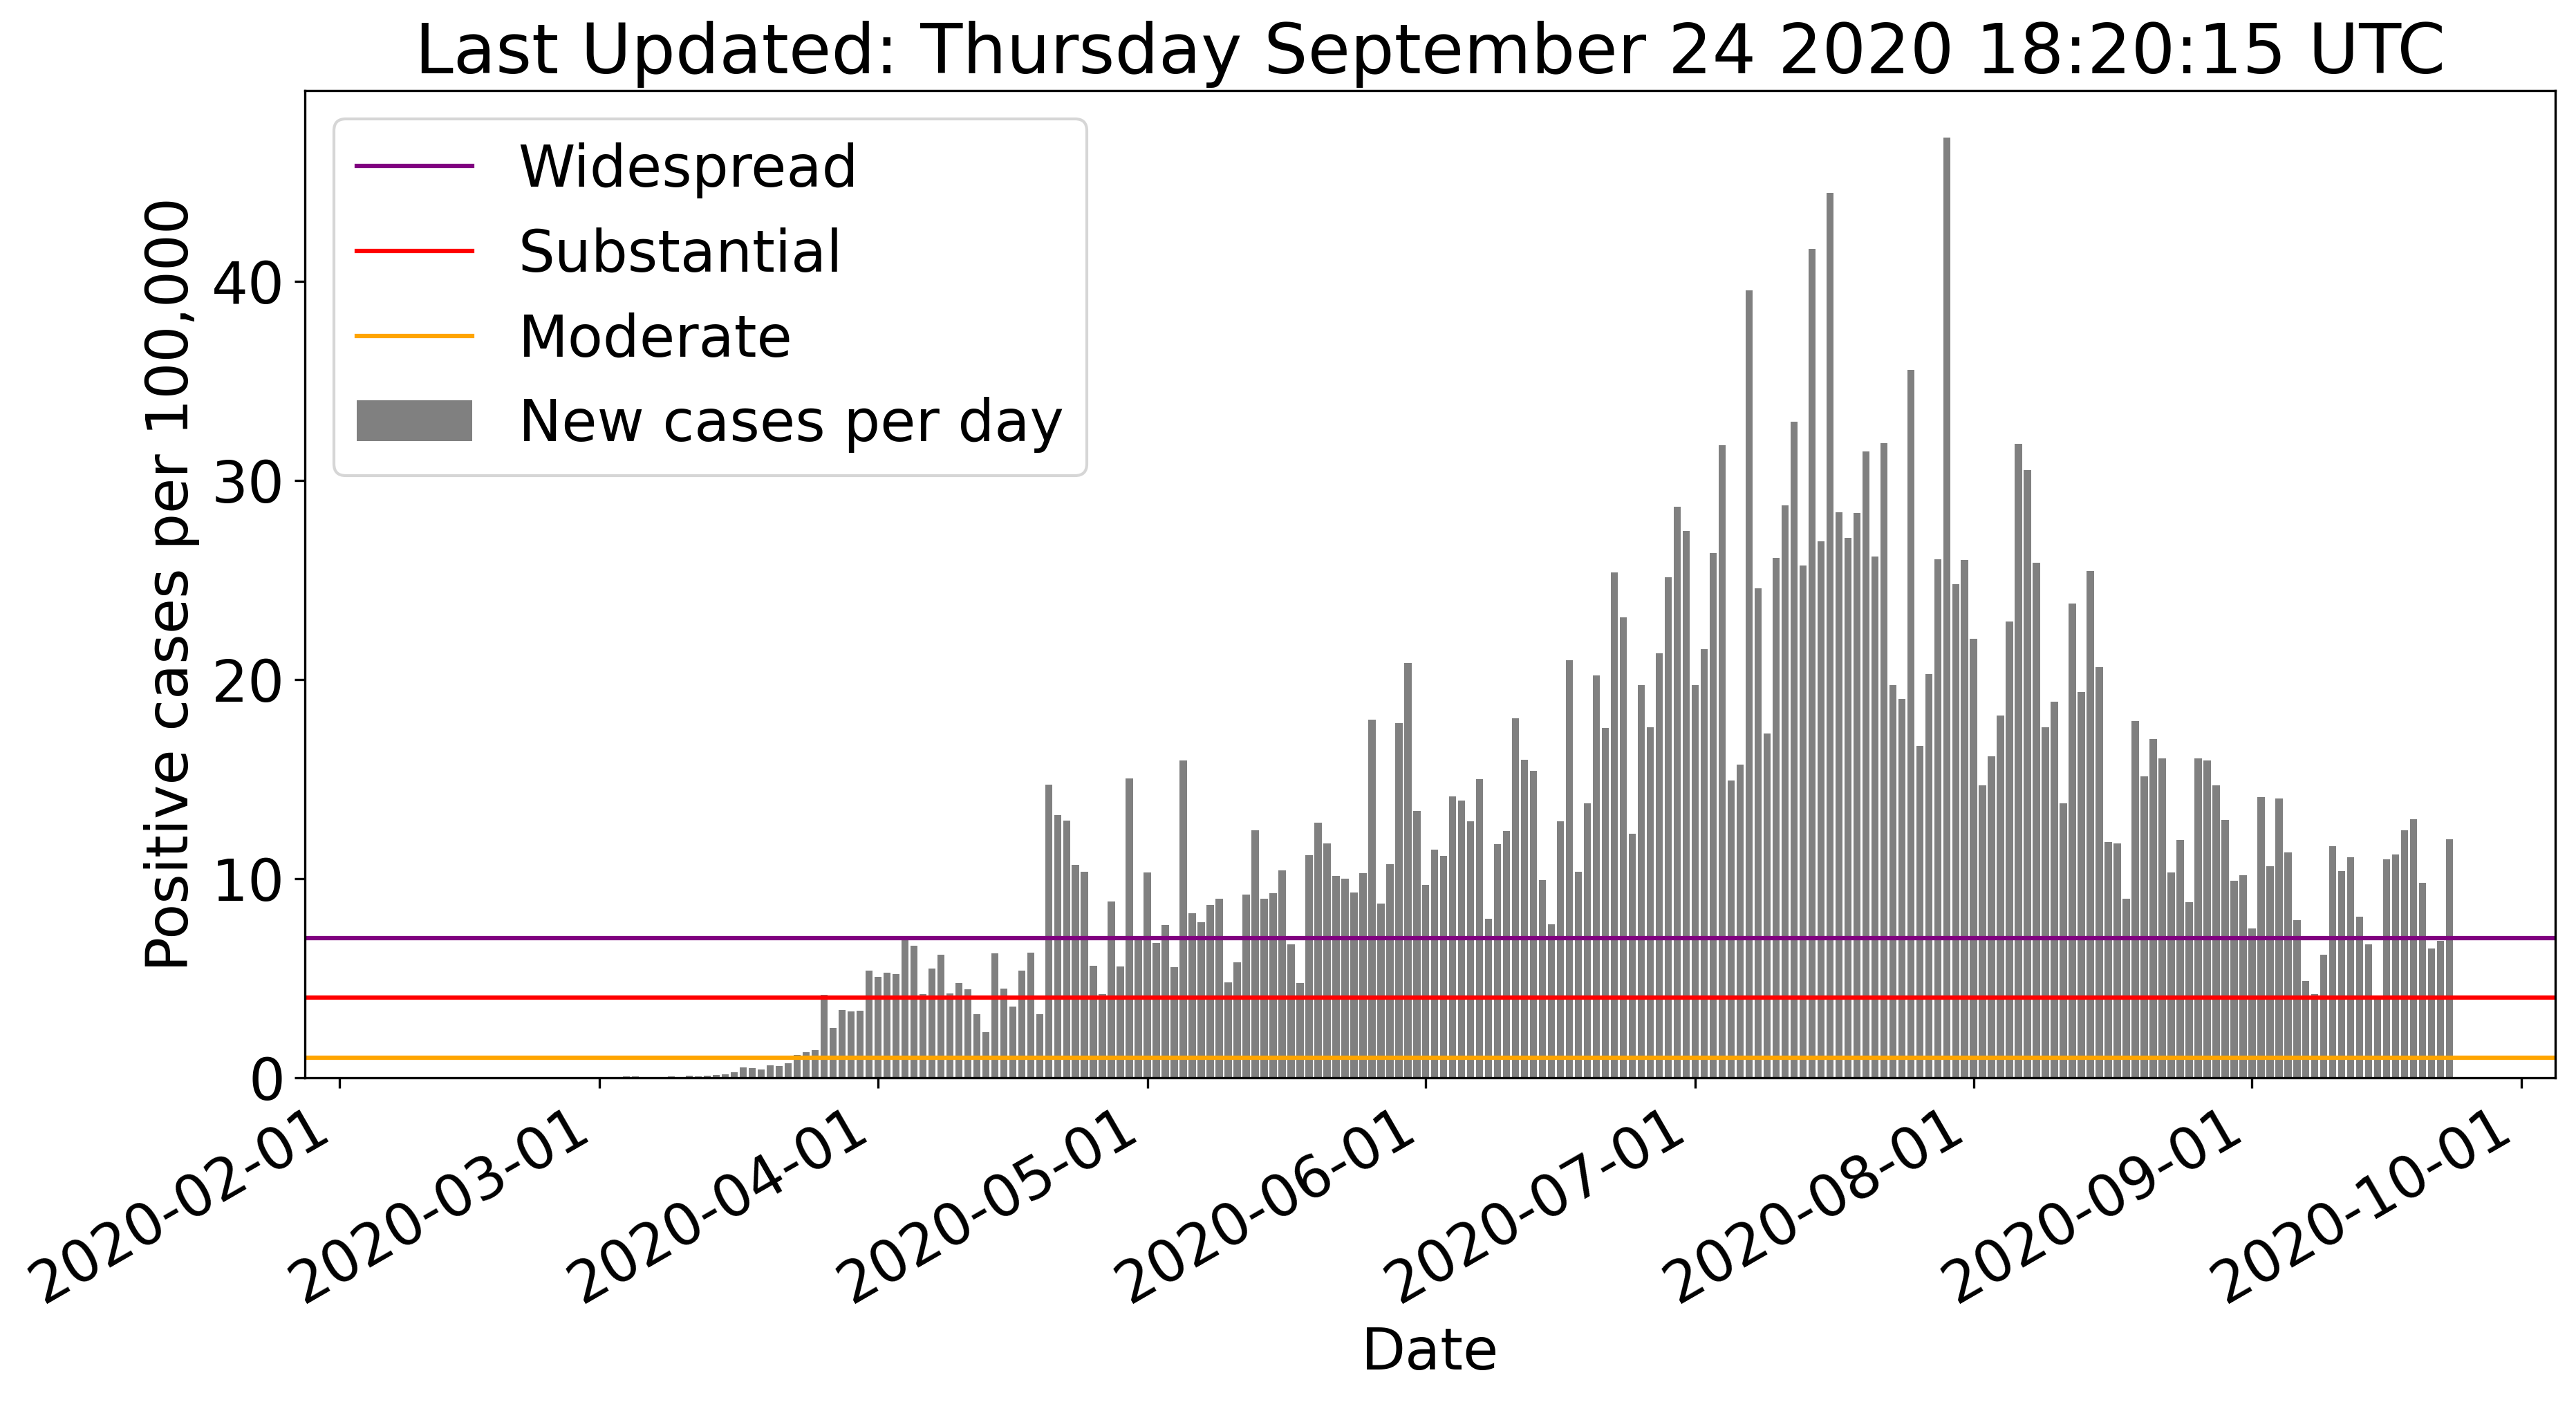 Last Updated: Thursday September 24 2020 18:20:15 UTC
Widespread
Substantial
Moderate
New cases per day
Positive cases per 100,000
40
30
20
10
0
2020-02-01
2020-03-01
2020-04-01
2020-05-01
2020-06-01
2020-07-01
2020-08-01
2020-09-01
2020-10-01
Date